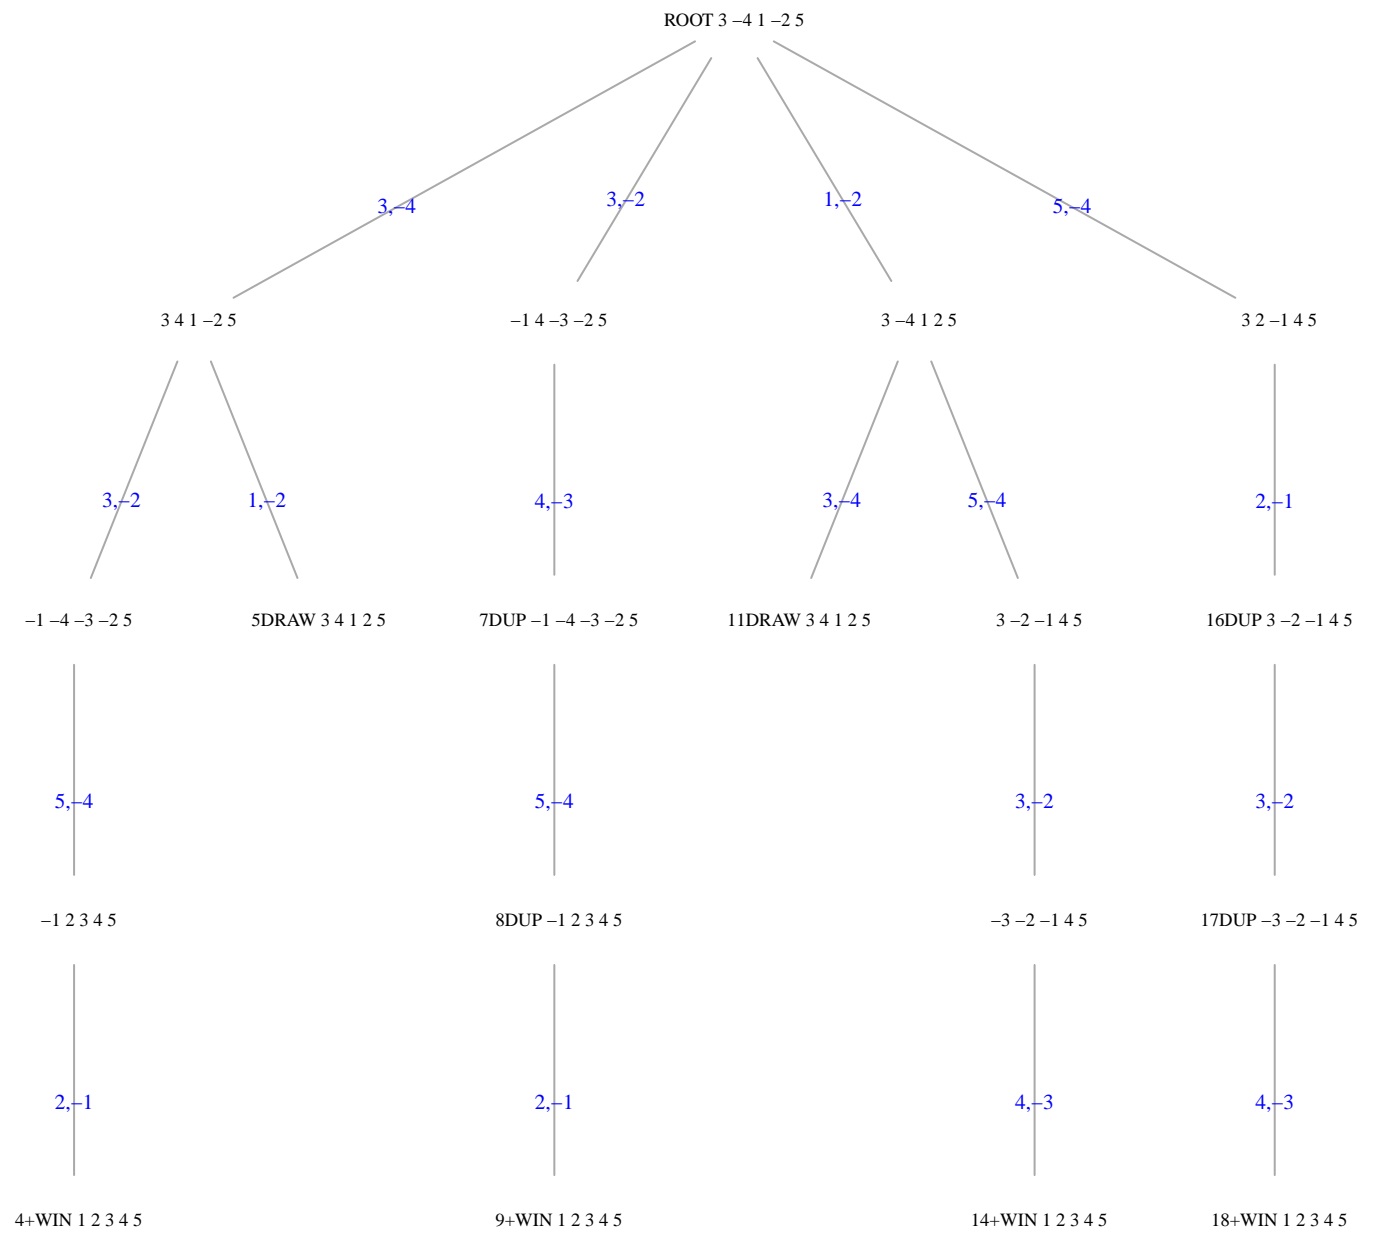 ROOT 3 –4 1 –2 5
3,–4
3,–2
1,–2
5,–4
3 4 1 –2 5
–1 4 –3 –2 5
3 –4 1 2 5
3 2 –1 4 5
3,–2
1,–2
4,–3
3,–4
5,–4
2,–1
–1 –4 –3 –2 5
5DRAW 3 4 1 2 5
7DUP –1 –4 –3 –2 5
11DRAW 3 4 1 2 5
3 –2 –1 4 5
16DUP 3 –2 –1 4 5
5,–4
5,–4
3,–2
3,–2
–1 2 3 4 5
8DUP –1 2 3 4 5
–3 –2 –1 4 5
17DUP –3 –2 –1 4 5
2,–1
2,–1
4,–3
4,–3
4+WIN 1 2 3 4 5
9+WIN 1 2 3 4 5
14+WIN 1 2 3 4 5
18+WIN 1 2 3 4 5